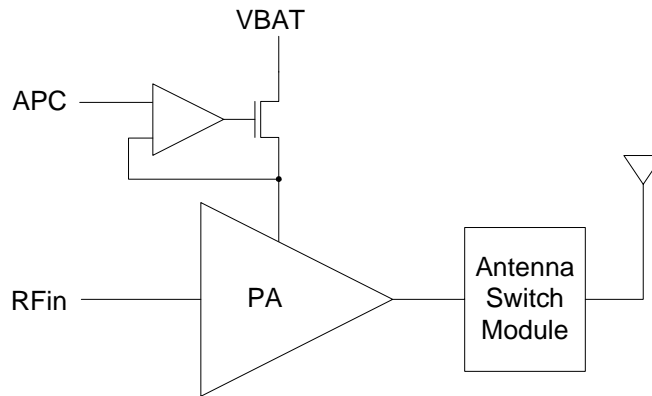 VBAT
APC
RFin
PA
Antenna
Switch
Module